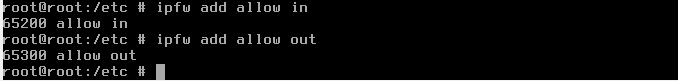 root@root:/etc # ipfw add allow in
65200 allow in
root@root:/etc # ipfw add allow out
65300 allow out
root@root:/etc #